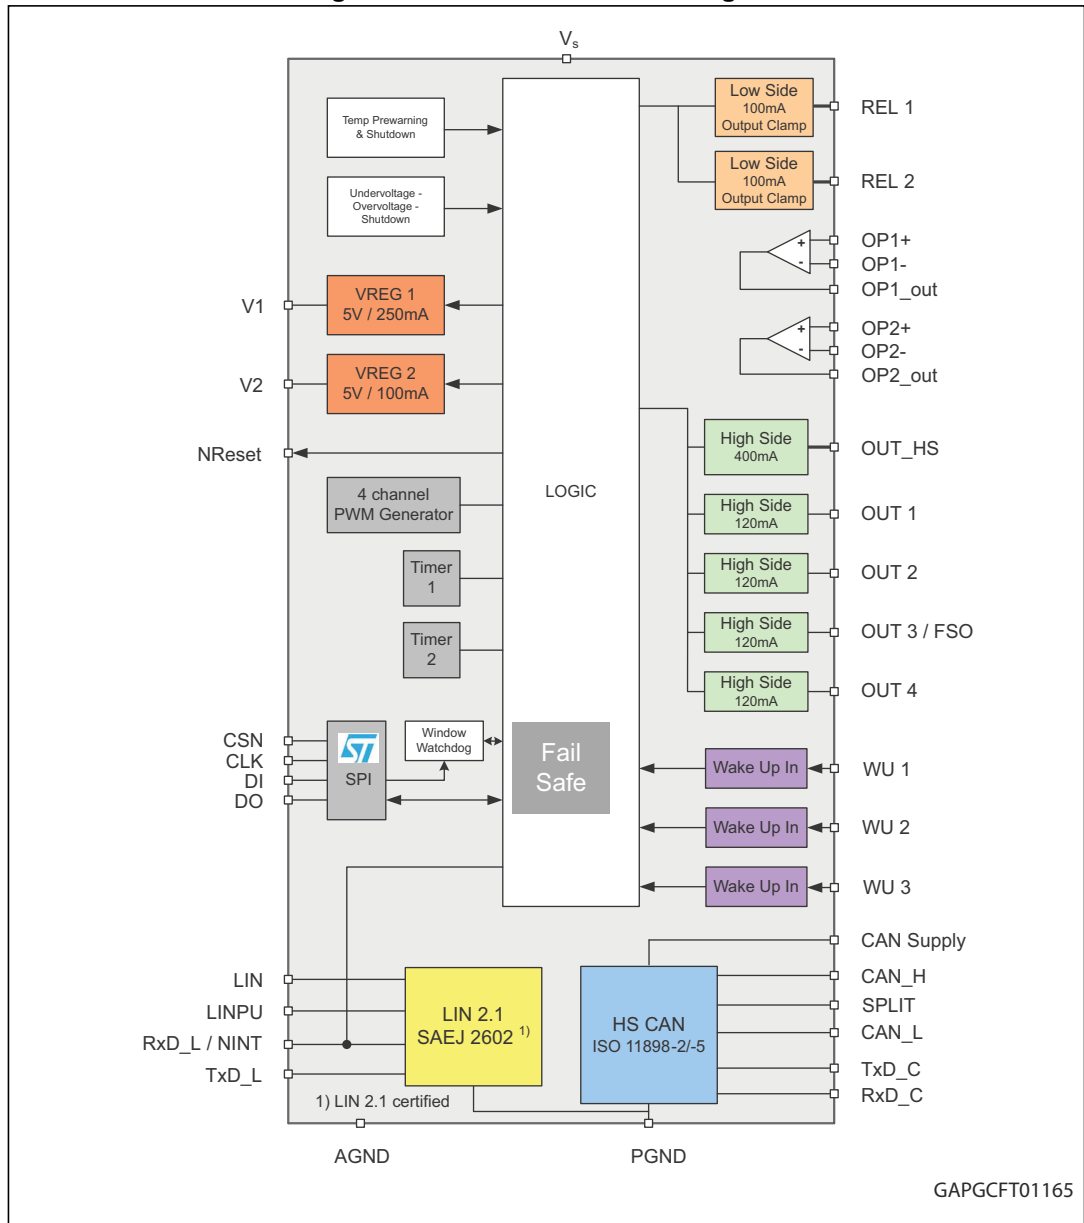 Vs
Temp Prewarning
& Shutdown
Undervoltage -
Overvoltage -
Shutdown
V1
VREG 1
5V / 250mA
V2
VREG 2
5V / 100mA
NReset
4 channel
PWM Generator
Timer
1
Timer
2
CSN
CLK
DI
DO
ST
SPI
Window
Watchdog
LOGIC
Fail
Safe
Low Side
100mA
Output Clamp
REL 1
Low Side
100mA
Output Clamp
REL 2
+
-
OP1+
OP1-
OP1_out
+
-
OP2+
OP2-
OP2_out
High Side
400mA
OUT_HS
High Side
120mA
OUT 1
High Side
120mA
OUT 2
High Side
120mA
OUT 3 / FSO
High Side
120mA
OUT 4
Wake Up In
WU 1
Wake Up In
WU 2
Wake Up In
WU 3
LIN
LINPU
RxD_L / NINT
TxD_L
LIN 2.1
SAEJ 2602 1)
1) LIN 2.1 certified
HS CAN
ISO 11898-2/-5
CAN Supply
CAN_H
SPLIT
CAN_L
TxD_C
RxD_C
AGND
PGND
GAPGCFT01165